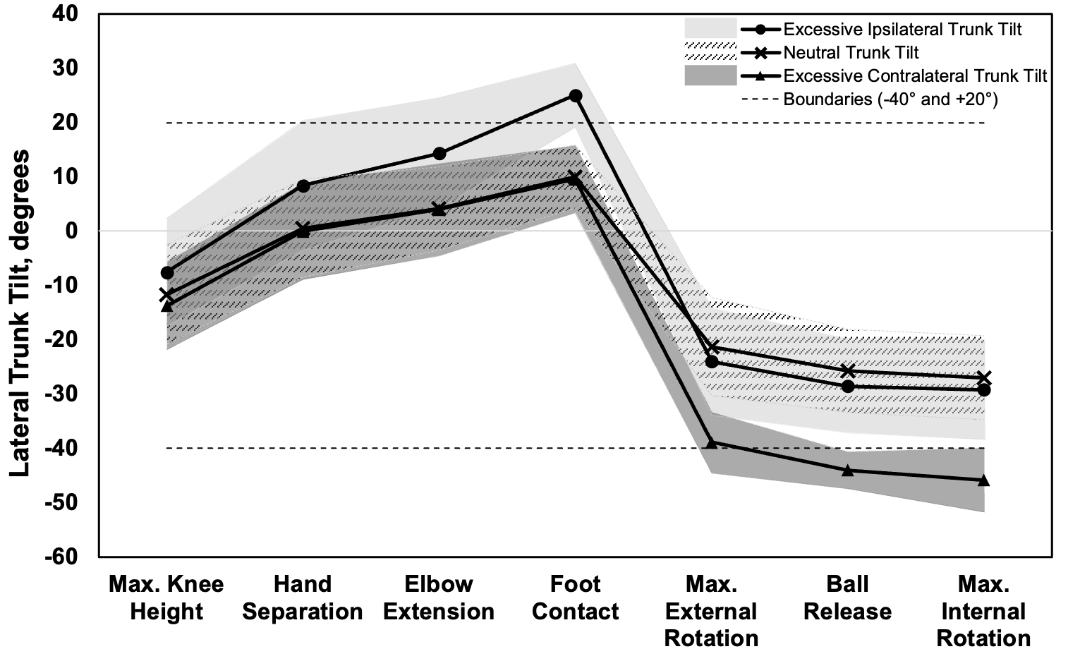 40
30
20
10
0
-10
-20
-30
-40
-50
-60
Lateral Trunk Tilt, degrees
Excessive Ipsilateral Trunk Tilt
Neutral Trunk Tilt
Excessive Contralateral Trunk Tilt
Boundaries (-40° and +20°)
Max. Knee
Height
Hand
Separation
Elbow
Extension
Foot
Contact
Max.
External
Rotation
Ball
Release
Max.
Internal
Rotation